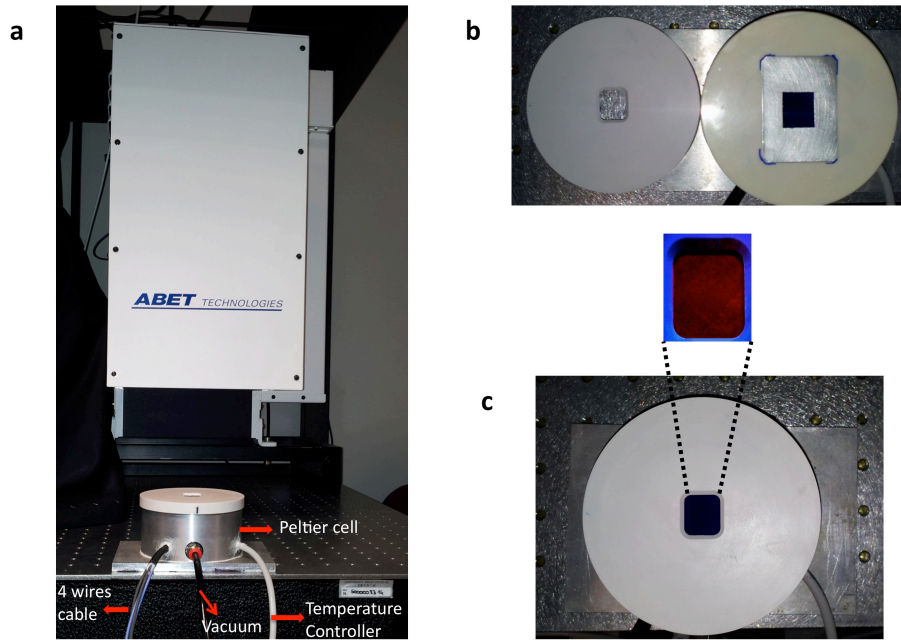 a
b
ABET TECHNOLOGIES
Peltier cell
4 wires
cable
Vacuum
Temperature
Controller
c